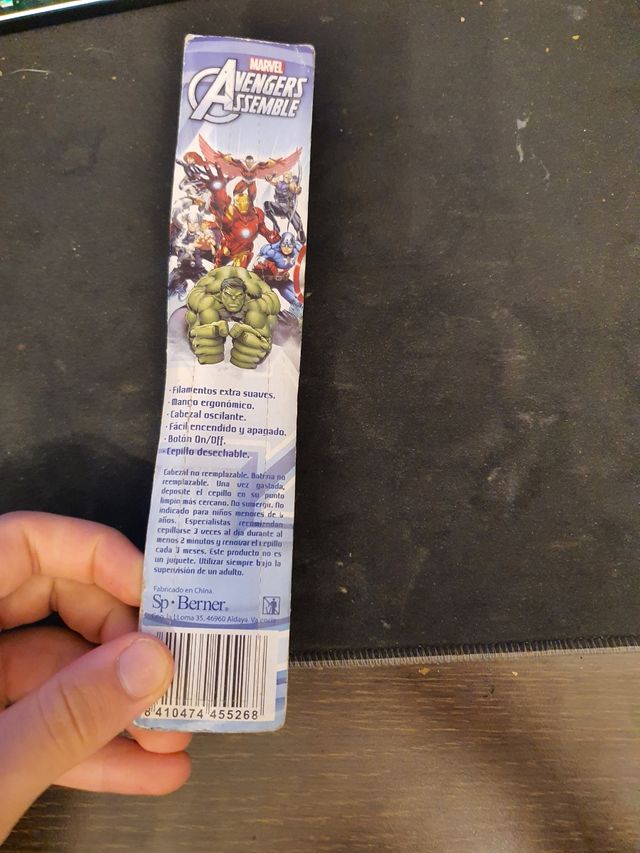 MARVEL
AVENGERS
ASSEMBLE
· Filamentos extra suaves.
· Mango ergonómico.
· Cabezal oscilante.
· Fácil encendido y apagado.
· Botón On/Off.
· Cepillo desechable.
Cabezal no reemplazable. Batería no
reemplazable. Una vez gastada,
deposite el cepillo en su punto
limpio más cercano. No sumergir. No
indicado para niños menores de
años. Especialistas recomiendan
cepillarse 3 veces al día durante al
menos 2 minutos y renovar el cepillo
cada 3 meses. Este producto no es
un juguete. Utilizar siempre bajo la
supervisión de un adulto.
Fabricado en China.
Sp·Berner®
la LLoma 35, 46960 Aldaya.
8 410474 455268